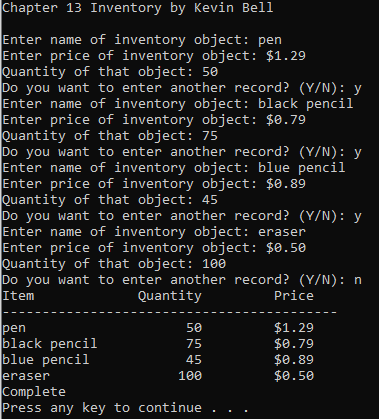 Chapter 13 Inventory by Kevin Bell
Enter name of inventory object: pen
Enter price of inventory object: $1.29
Quantity of that object: 50
Do you want to enter another record? (Y/N): y
Enter name of inventory object: black pencil
Enter price of inventory object: $0.79
Quantity of that object: 75
Do you want to enter another record? (Y/N): y
Enter name of inventory object: blue pencil
Enter price of inventory object: $0.89
Quantity of that object: 45
Do you want to enter another record? (Y/N): y
Enter name of inventory object: eraser
Enter price of inventory object: $0.50
Quantity of that object: 100
Do you want to enter another record? (Y/N): n
Item Quantity Price
------------------------------------------
pen 50 $1.29
black pencil 75 $0.79
blue pencil 45 $0.89
eraser 100 $0.50
Complete
Press any key to continue . . .